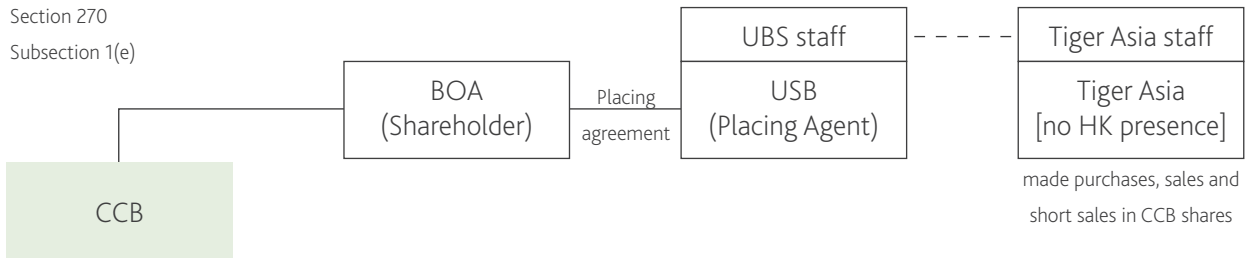 Section 270
Subsection 1(e)
UBS staff
Tiger Asia staff
BOA
(Shareholder)
Placing
agreement
USB
(Placing Agent)
Tiger Asia
[no HK presence]
made purchases, sales and
short sales in CCB shares
CCB